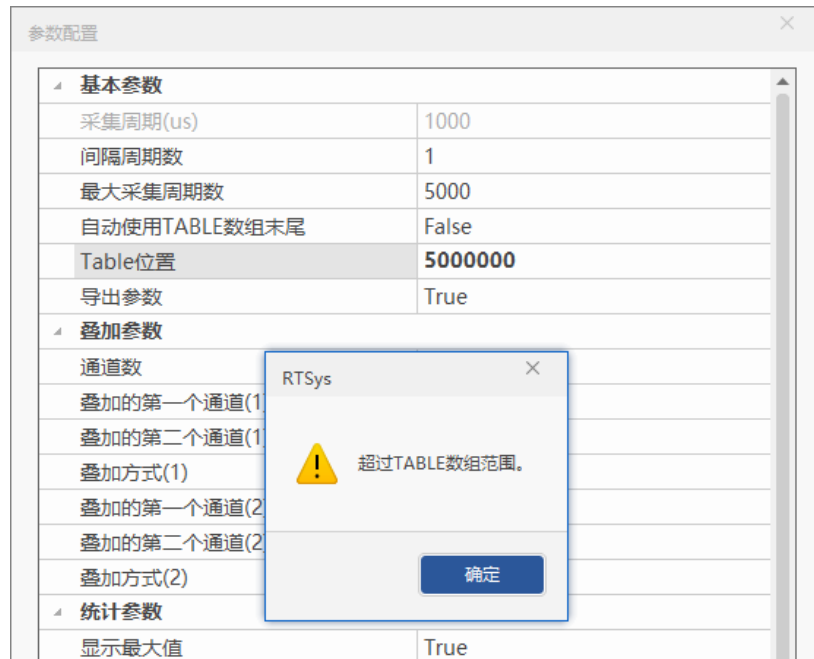 参数配置
基本参数
采集周期(us) 1000
间隔周期数 1
最大采集周期数 5000
自动使用TABLE数组末尾 False
Table位置 5000000
导出参数 True
叠加参数
通道数
叠加的第一个通道(1)
叠加的第二个通道(1)
叠加方式(1)
叠加的第一个通道(2
叠加的第二个通道(2
叠加方式(2)
统计参数
显示最大值 True
RTSys
超过TABLE数组范围。
确定